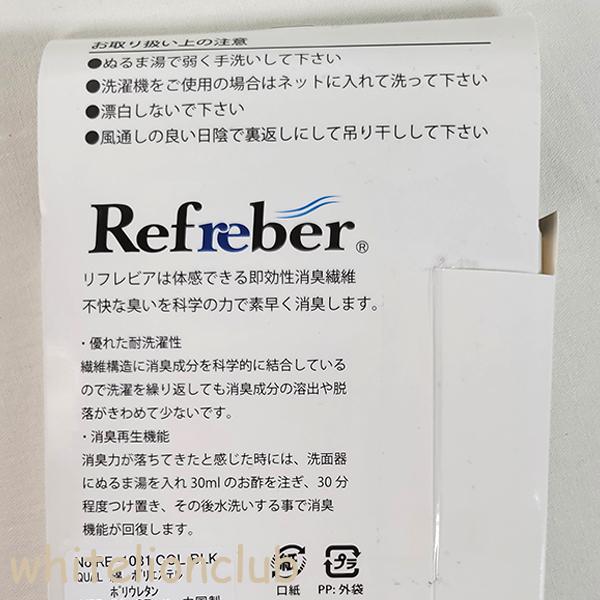 お取り扱い上の注意
●ぬるま湯で弱く手洗いして下さい
●洗濯機をご使用の場合はネットに入れて洗って下さい
●漂白しないで下さい
●風通しの良い日陰で裏返しにして吊り干しして下さい
Refreber®
リフレビアは体感できる即効性消臭繊維
不快な臭いを科学の力で素早く消臭します。
・優れた耐洗濯性
繊維構造に消臭成分を科学的に結合している
ので洗濯を繰り返しても消臭成分の溶出や脱
落がきわめて少ないです。
・消臭再生機能
消臭力が落ちてきたと感じた時には、洗面器
にぬるま湯を入れ30mlのお酢を注ぎ、30分
程度つけ置き、その後水洗いする事で消臭
機能が回復します。
COL BLK
QUAL 綿 ポリエステル
ポリウレタン
紙 プラ
口紙 PP: 外袋
whitelionclub